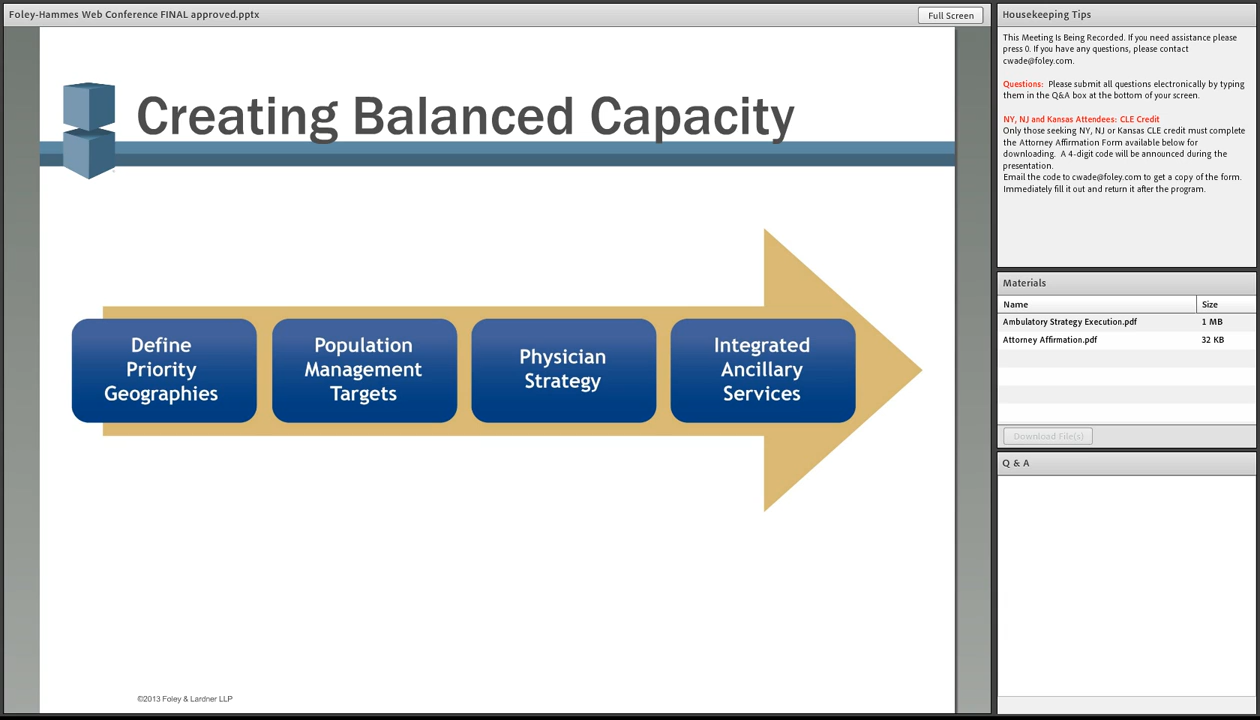 Foley-Hammes Web Conference FINAL approved.pptx
Full Screen
Creating Balanced Capacity
Define
Priority
Geographies
Population
Management
Targets
Physician
Strategy
Integrated
Ancillary
Services
©2013 Foley & Lardner LLP
Housekeeping Tips
This Meeting Is Being Recorded. If you need assistance please
press 0. If you have any questions, please contact
cwade@foley.com.
Questions: Please submit all questions electronically by typing
them in the Q&A box at the bottom of your screen.
NY, NJ and Kansas Attendees: CLE Credit
Only those seeking NY, NJ or Kansas CLE credit must complete
the Attorney Affirmation Form available below for
downloading. A 4-digit code will be announced during the
presentation.
Email the code to cwade@foley.com to get a copy of the form.
Immediately fill it out and return it after the program.
Materials
Name Size
Ambulatory Strategy Execution.pdf 1 MB
Attorney Affirmation.pdf 32 KB
Download File(s)
Q & A